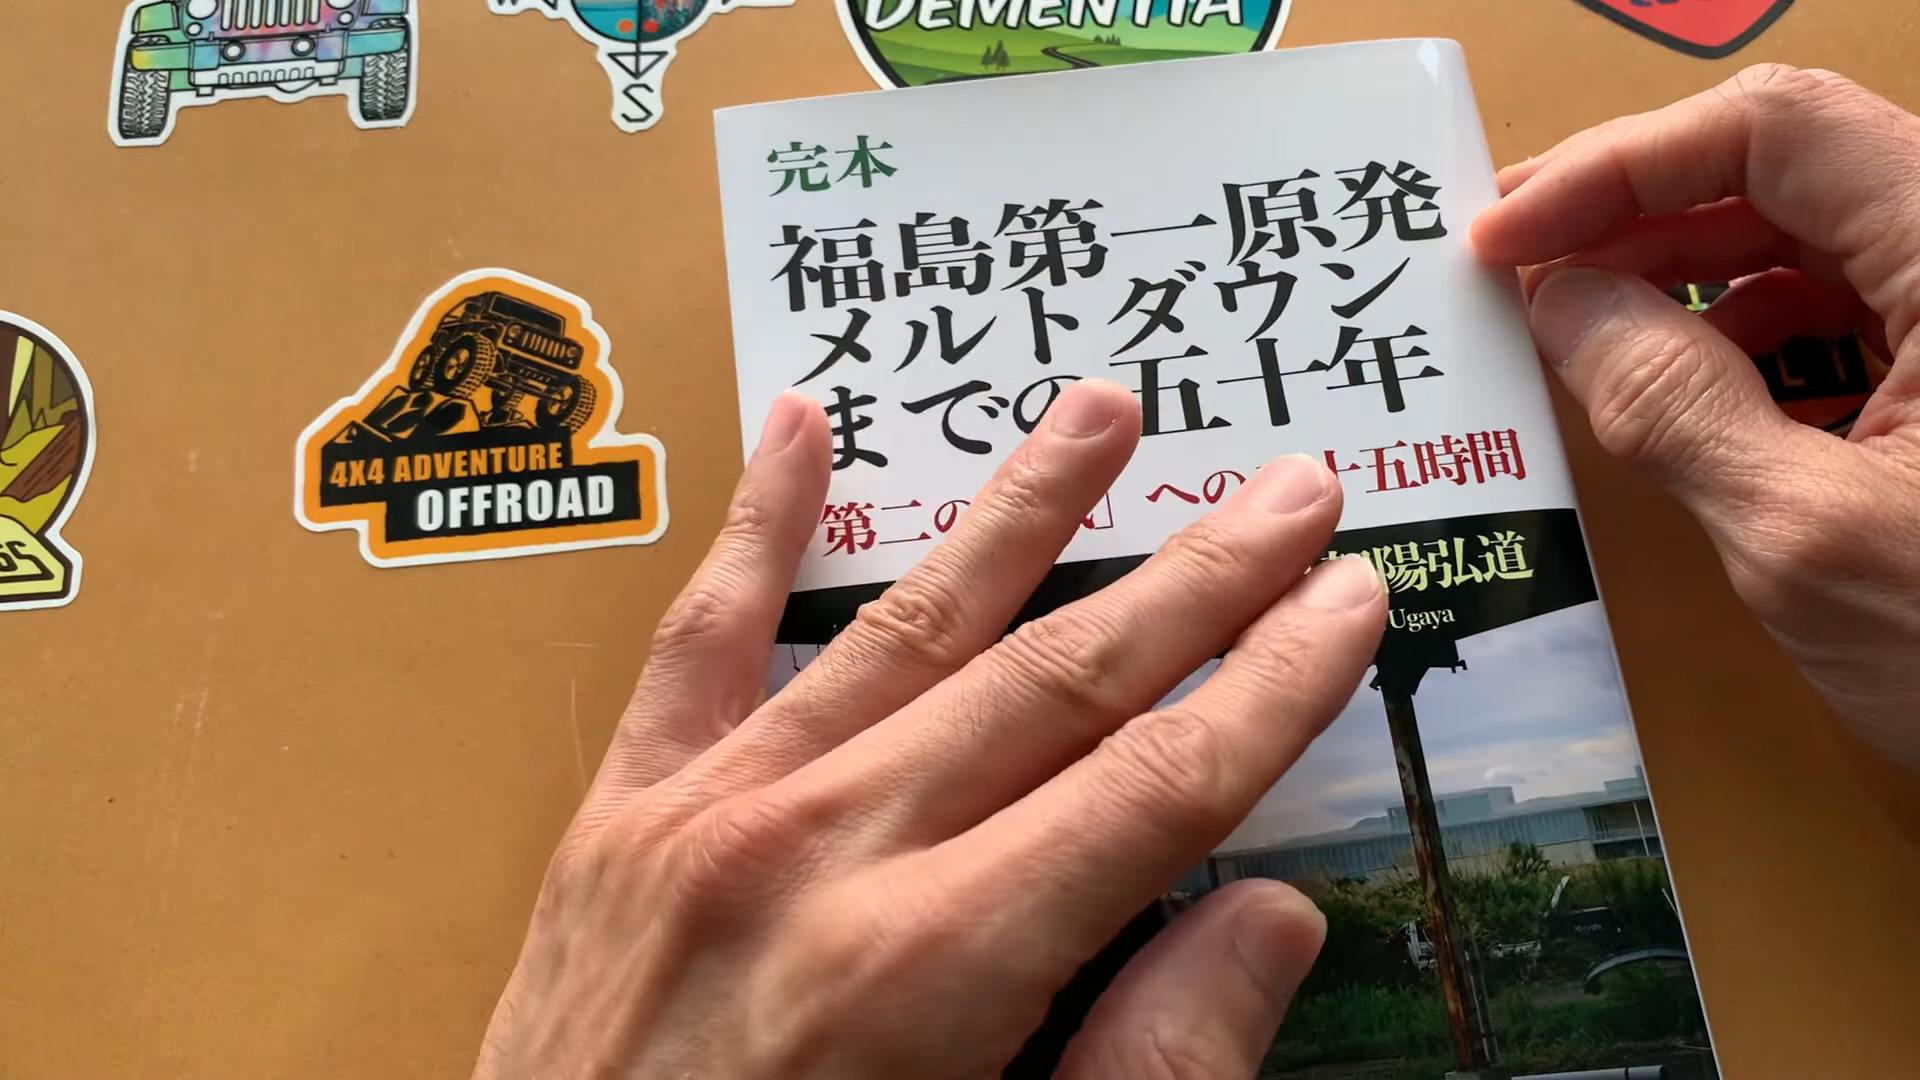 DEMENTIA
S
完本
福島第一原発
メルトダウン
までの五十年
第二の
へ の 十五時間
陽弘道
Ugaya
4X4 ADVENTURE
OFFROAD